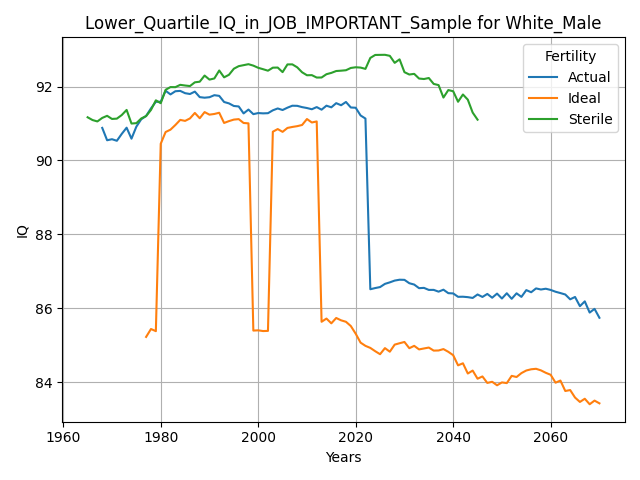 Lower_Quartile_IQ_in_JOB_IMPORTANT_Sample for White_Male
Fertility
Actual
Ideal
Sterile
IQ
92
90
88
86
84
1960
1980
2000
2020
2040
2060
Years